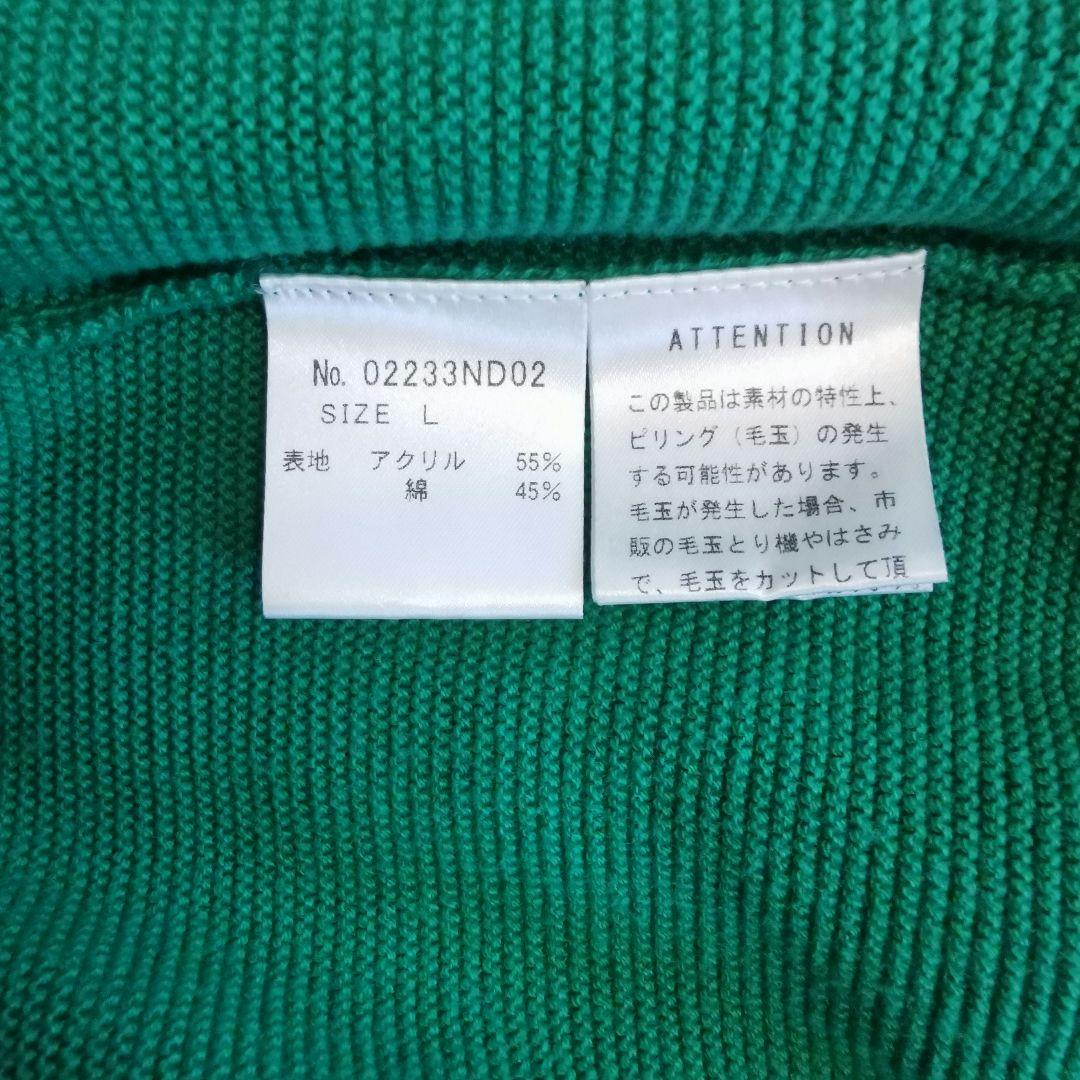 No. 02233ND02
SIZE L
表地 アクリル 55%
綿 45%
ATTENTION
この製品は素材の特性上、
ピリング（毛玉）の発生
する可能性があります。
毛玉が発生した場合、市
販の毛玉とり機やはさみ
で、毛玉をカットして頂